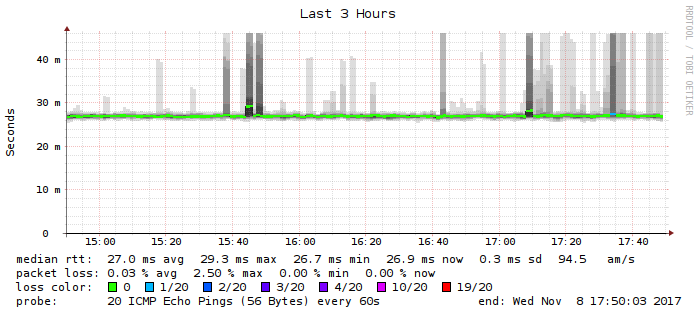 Last 3 Hours
RRDTOOL / TOBI OETIKER
Seconds
40 m
30 m
20 m
10 m
0
15:00 15:20 15:40 16:00 16:20 16:40 17:00 17:20 17:40
median rtt: 27.0 ms avg 29.3 ms max 26.7 ms min 26.9 ms now 0.3 ms sd 94.5 am/s
packet loss: 0.03 % avg 2.50 % max 0.00 % min 0.00 % now
loss color: 0 1/20 2/20 3/20 4/20 10/20 19/20
probe: 20 ICMP Echo Pings (56 Bytes) every 60s end: Wed Nov 8 17:50:03 2017